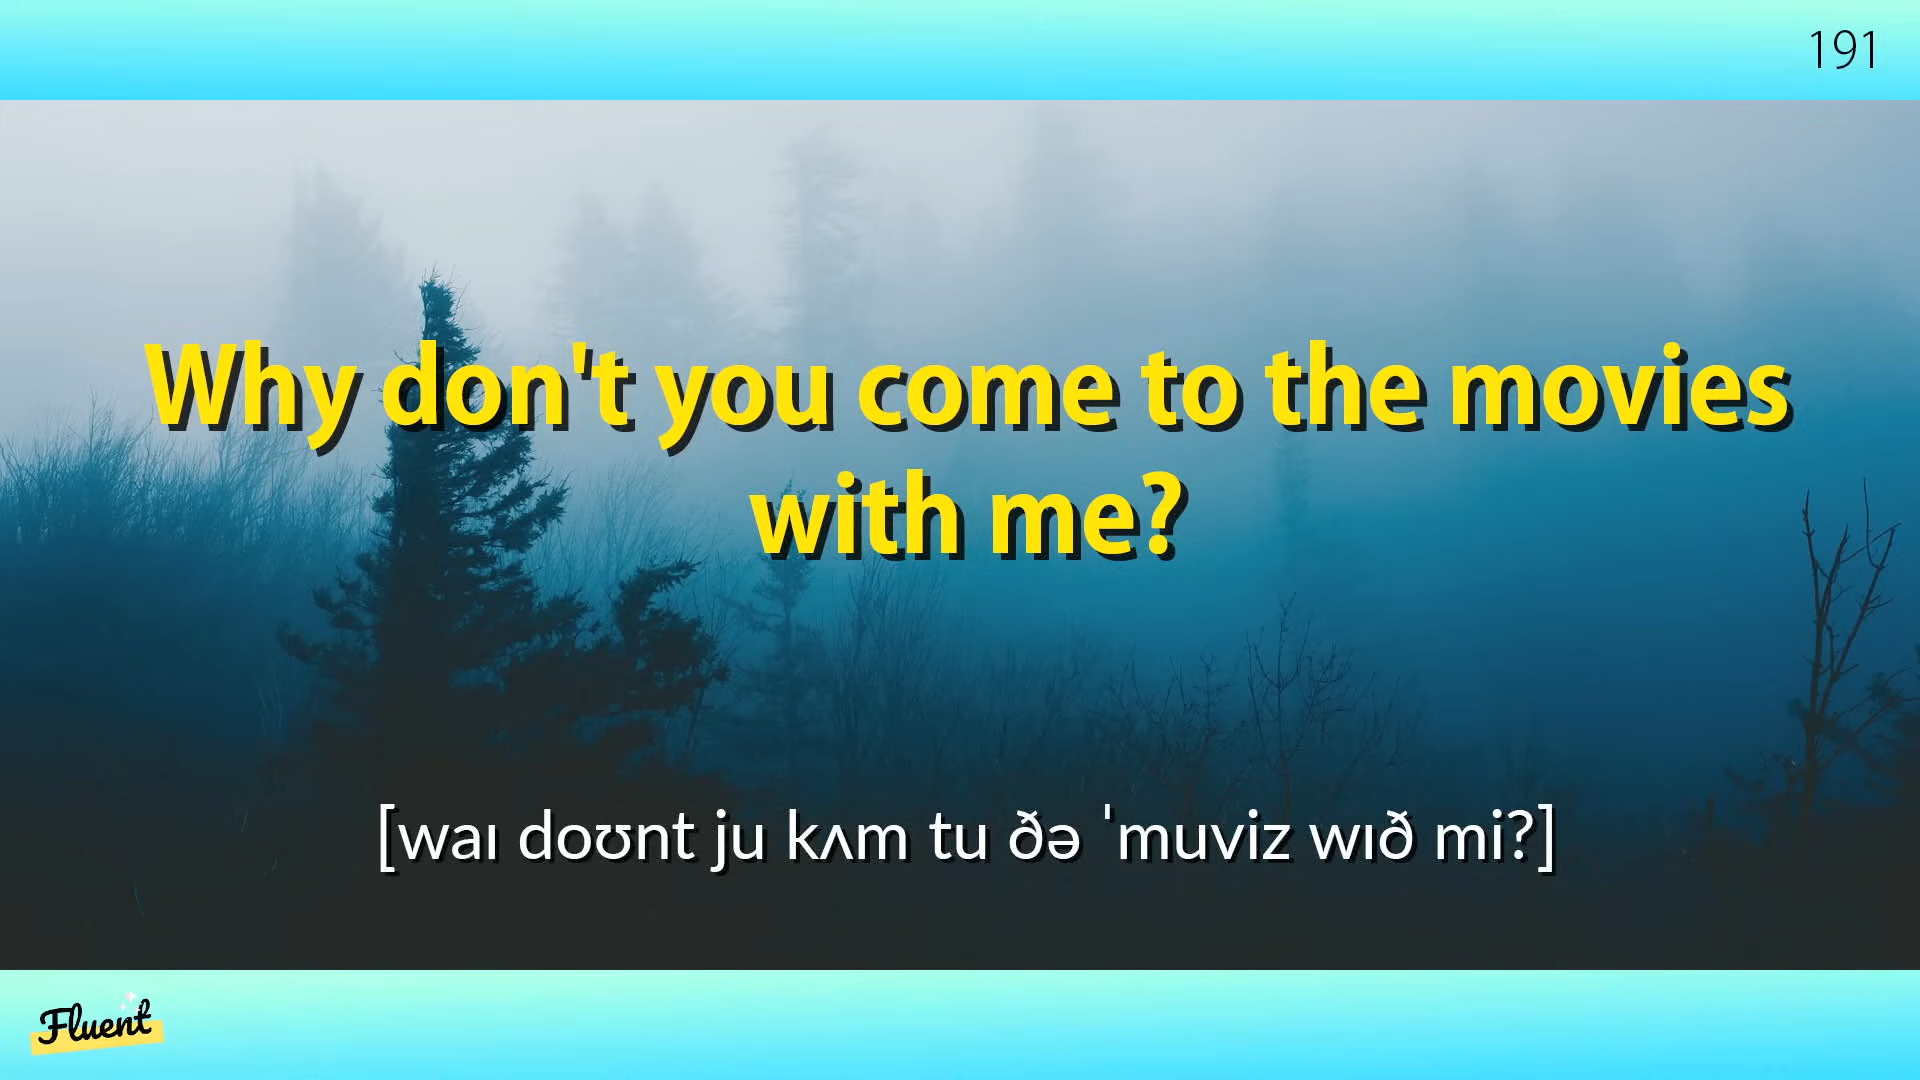 191
Why don't you come to the movies
with me?
[waɪ doʊnt ju kʌm tu ðə ˈmuviz wɪð mi?]
Fluent